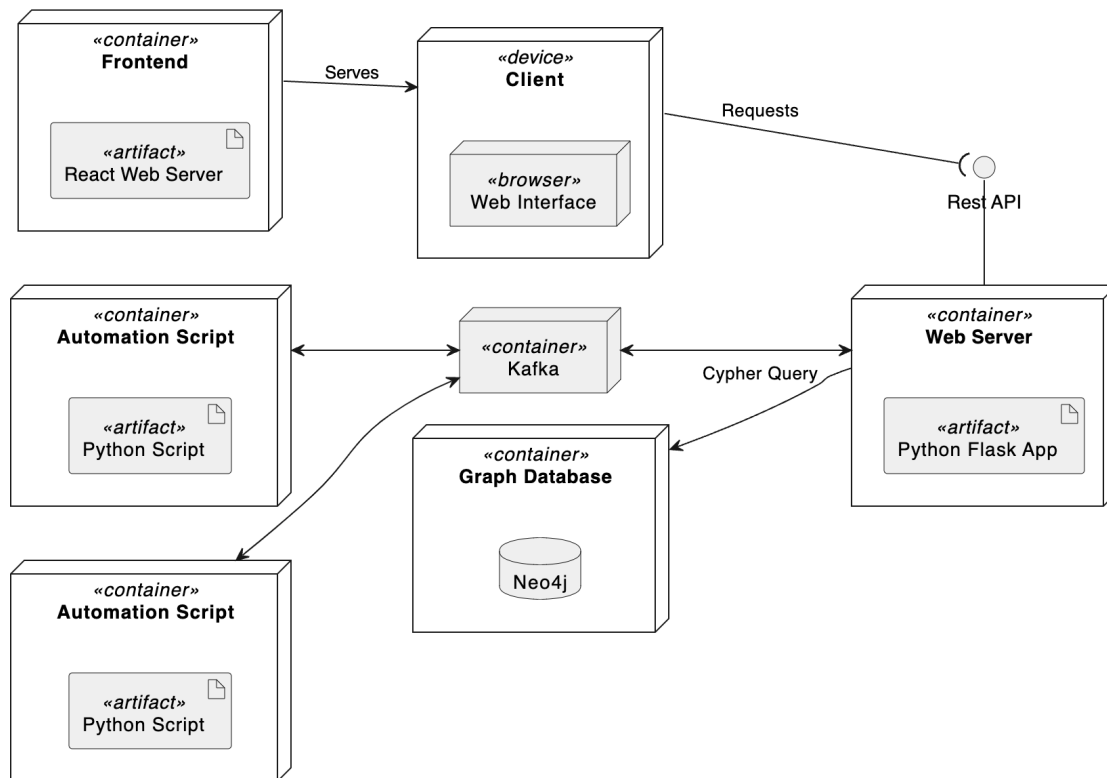 «container»
Frontend
«artifact»
React Web Server
Serves
«device»
Client
«browser»
Web Interface
Requests
Rest API
«container»
Automation Script
«artifact»
Python Script
«container»
Kafka
Cypher Query
«container»
Web Server
«artifact»
Python Flask App
«container»
Graph Database
Neo4j
«container»
Automation Script
«artifact»
Python Script